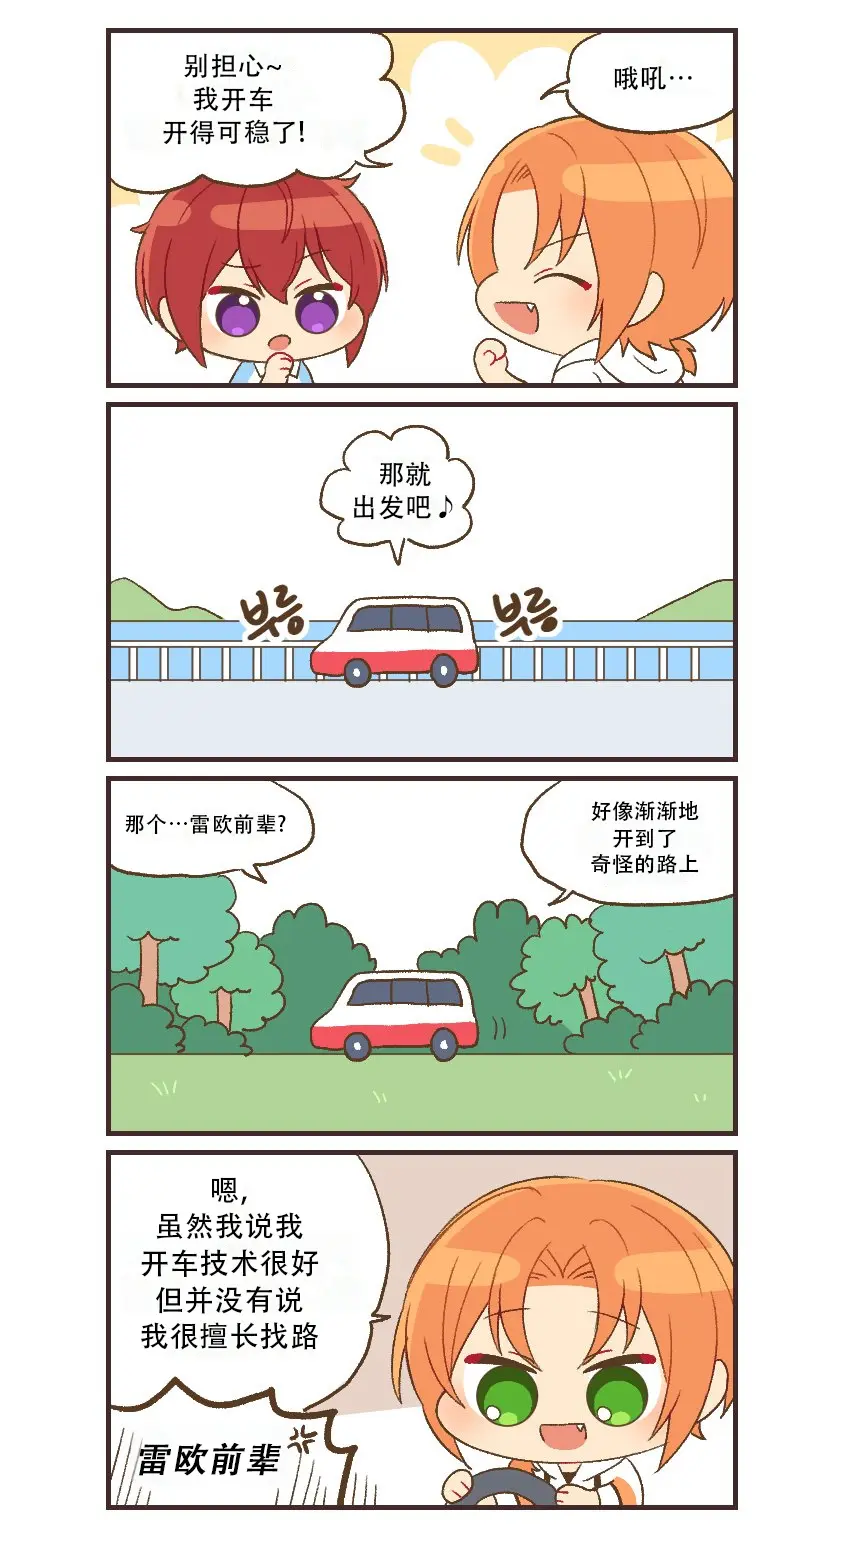 别担心~
我开车
开得可稳了!
哦吼…
那就
出发吧♪
부릉
부릉
那个…雷欧前辈?
好像渐渐地
开到了
奇怪的路上
嗯,
虽然我说我
开车技术很好
但并没有说
我很擅长找路
雷欧前辈